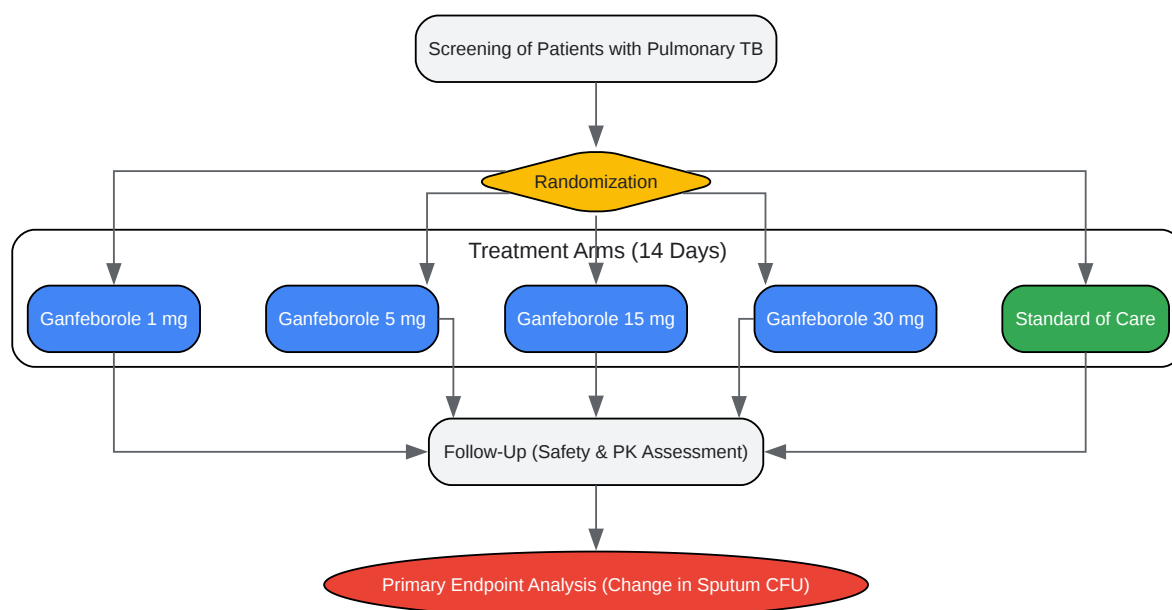 Screening of Patients with Pulmonary TB
Randomization
Treatment Arms (14 Days)
Ganfeborole 1 mg
Ganfeborole 5 mg
Ganfeborole 15 mg
Ganfeborole 30 mg
Standard of Care
Follow-Up (Safety & PK Assessment)
Primary Endpoint Analysis (Change in Sputum CFU)